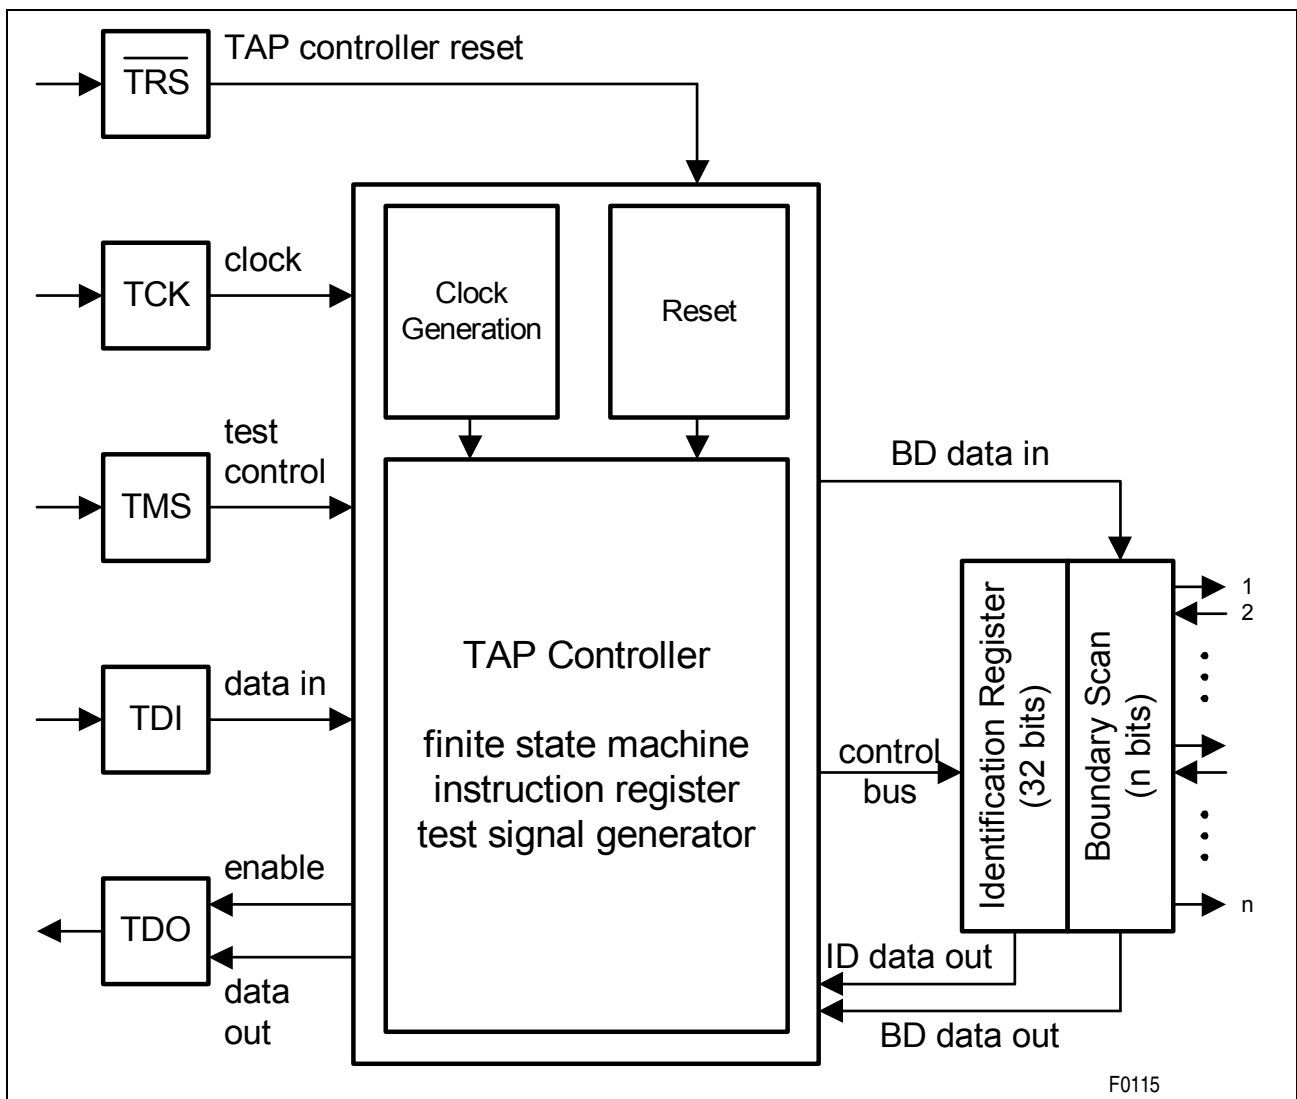 TRS
TAP controller reset
TCK
clock
Clock
Generation
Reset
TMS
test
control
BD data in
TDI
data in
TAP Controller
finite state machine
instruction register
test signal generator
control
bus
Identification Register
(32 bits)
Boundary Scan
(n bits)
1
2
n
TDO
enable
data
out
ID data out
BD data out
F0115